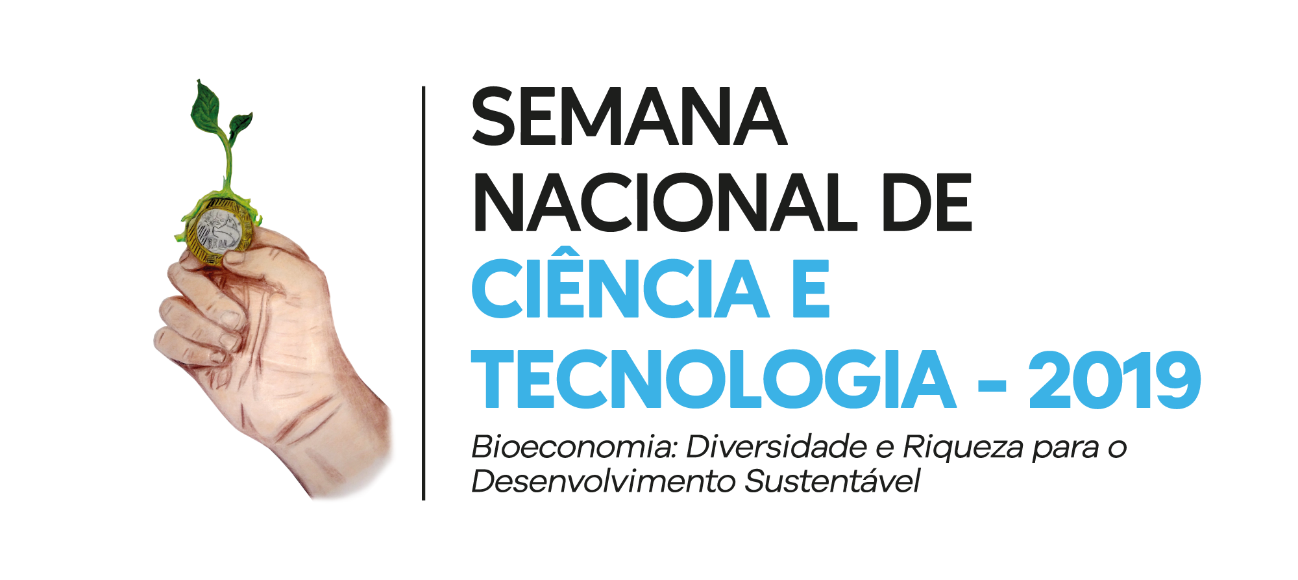 SEMANA
NACIONAL DE
CIÊNCIA E
TECNOLOGIA - 2019
Bioeconomia: Diversidade e Riqueza para o
Desenvolvimento Sustentável